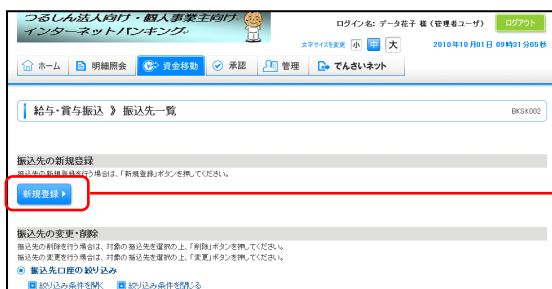 つるしん法人向け・個人事業主向け
インターネットバンキング
ログイン名: データ花子 様 (管理者ユーザ)
ログアウト
文字サイズ変更 小 中 大
2010年10月01日 09時31分05秒
ホーム 明細照会 資金移動 承認 管理 でんさいネット
給与・賞与振込 》 振込先一覧
BKSK002
振込先の新規登録
振込先の新規登録を行う場合は、「新規登録」ボタンを押してください。
新規登録
振込先の変更・削除
振込先の削除を行う場合は、対象の振込先を選択の上、「削除」ボタンを押してください。
振込先の変更を行う場合は、対象の振込先を選択の上、「変更」ボタンを押してください。
振込先口座の絞り込み
絞り込み条件を開く 絞り込み条件を閉じる